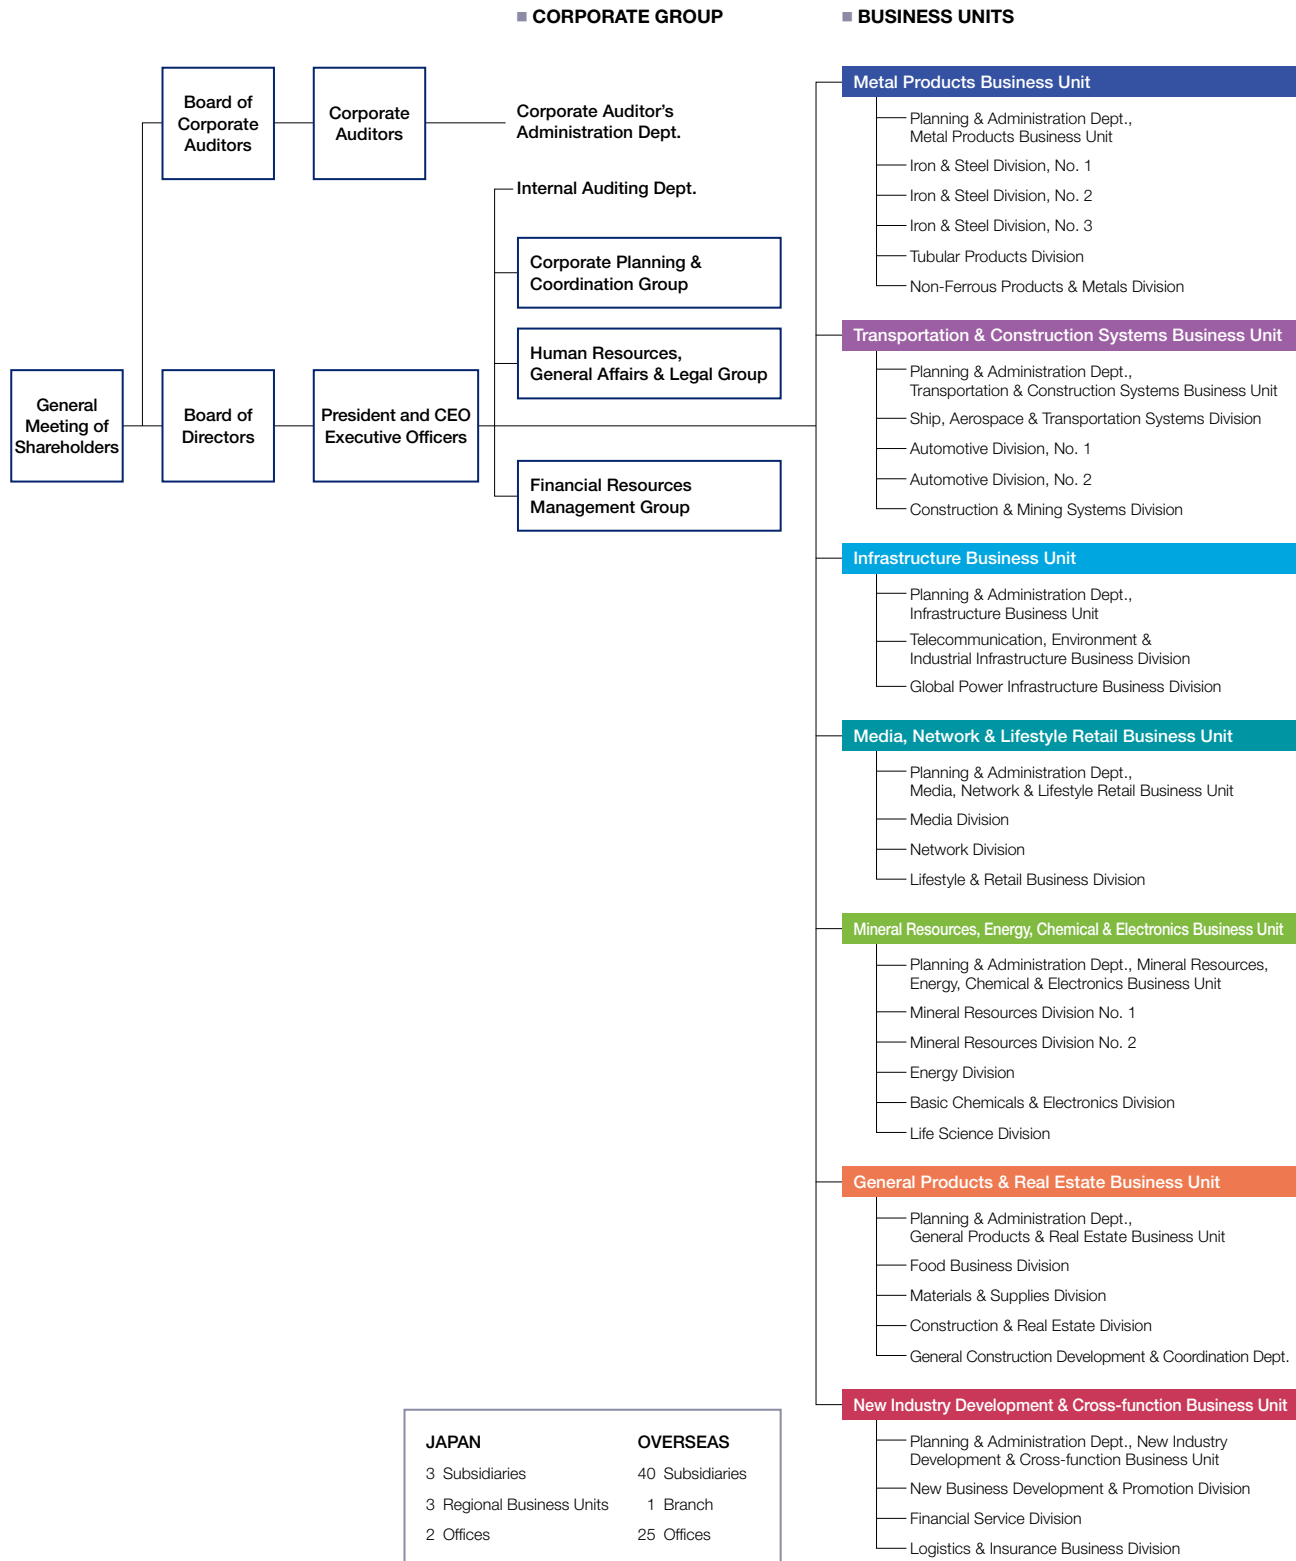 CORPORATE GROUP
BUSINESS UNITS
General
Meeting of
Shareholders
Board of
Corporate
Auditors
Corporate
Auditors
Corporate Auditor's
Administration Dept.
Board of
Directors
President and CEO
Executive Officers
Internal Auditing Dept.
Corporate Planning &
Coordination Group
Human Resources,
General Affairs & Legal Group
Financial Resources
Management Group
Metal Products Business Unit
Planning & Administration Dept.,
Metal Products Business Unit
Iron & Steel Division, No. 1
Iron & Steel Division, No. 2
Iron & Steel Division, No. 3
Tubular Products Division
Non-Ferrous Products & Metals Division
Transportation & Construction Systems Business Unit
Planning & Administration Dept.,
Transportation & Construction Systems Business Unit
Ship, Aerospace & Transportation Systems Division
Automotive Division, No. 1
Automotive Division, No. 2
Construction & Mining Systems Division
Infrastructure Business Unit
Planning & Administration Dept.,
Infrastructure Business Unit
Telecommunication, Environment &
Industrial Infrastructure Business Division
Global Power Infrastructure Business Division
Media, Network & Lifestyle Retail Business Unit
Planning & Administration Dept.,
Media, Network & Lifestyle Retail Business Unit
Media Division
Network Division
Lifestyle & Retail Business Division
Mineral Resources, Energy, Chemical & Electronics Business Unit
Planning & Administration Dept., Mineral Resources,
Energy, Chemical & Electronics Business Unit
Mineral Resources Division No. 1
Mineral Resources Division No. 2
Energy Division
Basic Chemicals & Electronics Division
Life Science Division
General Products & Real Estate Business Unit
Planning & Administration Dept.,
General Products & Real Estate Business Unit
Food Business Division
Materials & Supplies Division
Construction & Real Estate Division
General Construction Development & Coordination Dept.
New Industry Development & Cross-function Business Unit
Planning & Administration Dept., New Industry
Development & Cross-function Business Unit
New Business Development & Promotion Division
Financial Service Division
Logistics & Insurance Business Division
JAPAN
3 Subsidiaries
3 Regional Business Units
2 Offices
OVERSEAS
40 Subsidiaries
1 Branch
25 Offices